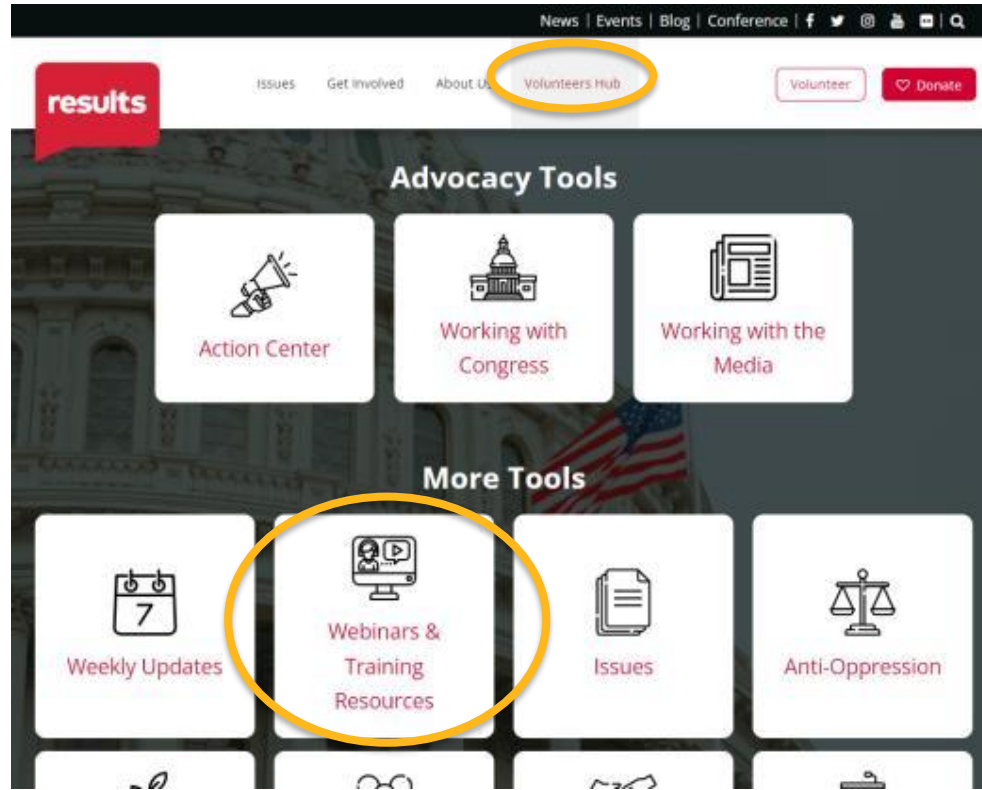 News | Events | Blog | Conference |
results
Issues Get Involved About Us Volunteers Hub Volunteer Donate
Advocacy Tools
Action Center
Working with
Congress
Working with the
Media
More Tools
7
Weekly Updates
Webinars &
Training
Resources
Issues
Anti-Oppression